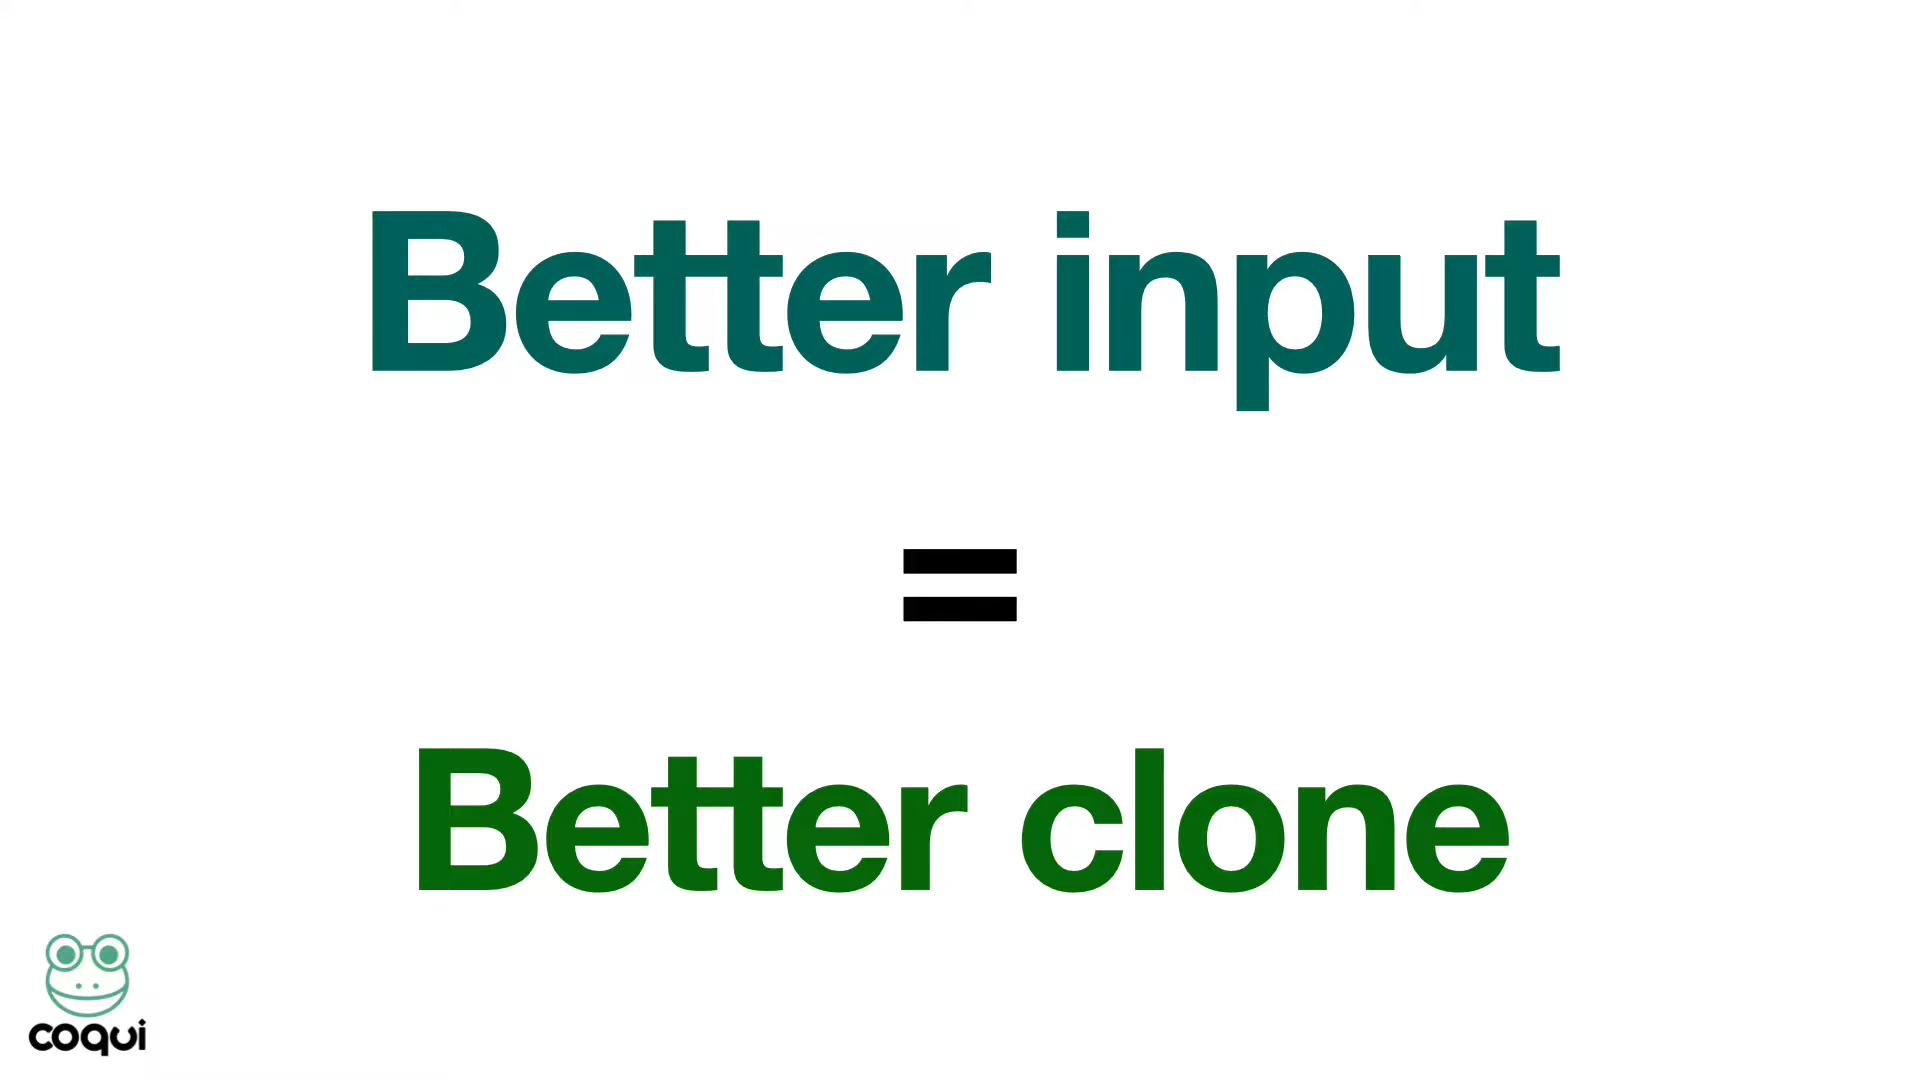 Better input
=
Better clone
coqui